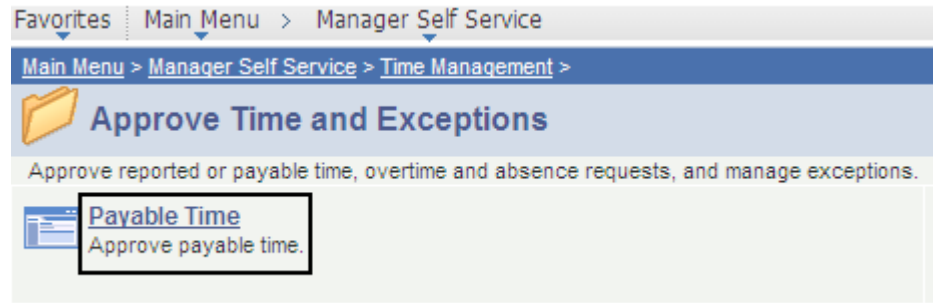 Favorites Main Menu > Manager Self Service
Main Menu > Manager Self Service > Time Management >
Approve Time and Exceptions
Approve reported or payable time, overtime and absence requests, and manage exceptions.
Payable Time
Approve payable time.